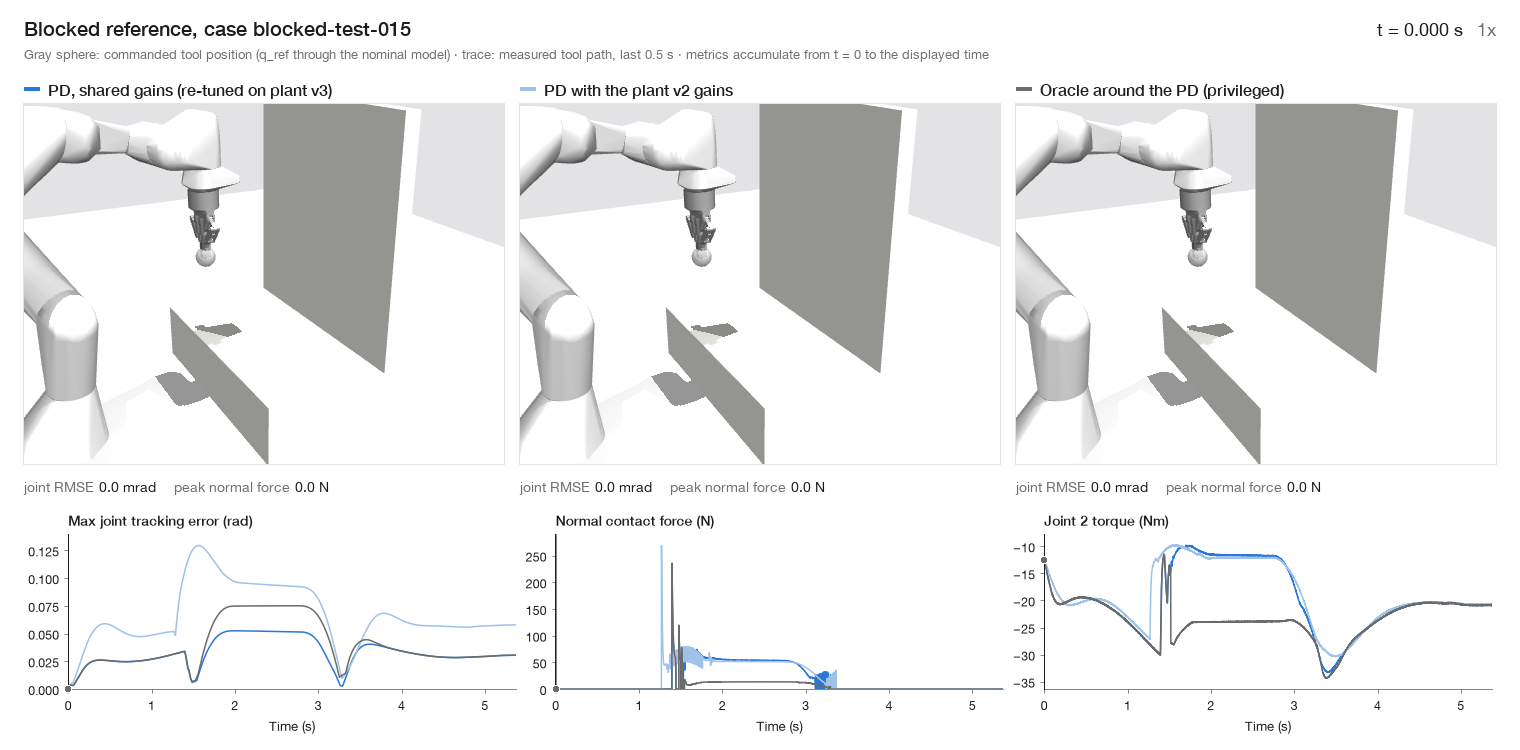 Blocked reference, case blocked-test-015
t = 0.000 s 1x
Gray sphere: commanded tool position (q_ref through the nominal model) · trace: measured tool path, last 0.5 s · metrics accumulate from t = 0 to the displayed time
PD, shared gains (re-tuned on plant v3)
PD with the plant v2 gains
Oracle around the PD (privileged)
joint RMSE 0.0 mrad peak normal force 0.0 N
joint RMSE 0.0 mrad peak normal force 0.0 N
joint RMSE 0.0 mrad peak normal force 0.0 N
Max joint tracking error (rad)
0.125
0.100
0.075
0.050
0.025
0.000
0 1 2 3 4 5
Time (s)
Normal contact force (N)
250
200
150
100
50
0
0 1 2 3 4 5
Time (s)
Joint 2 torque (Nm)
−10
−15
−20
−25
−30
−35
0 1 2 3 4 5
Time (s)